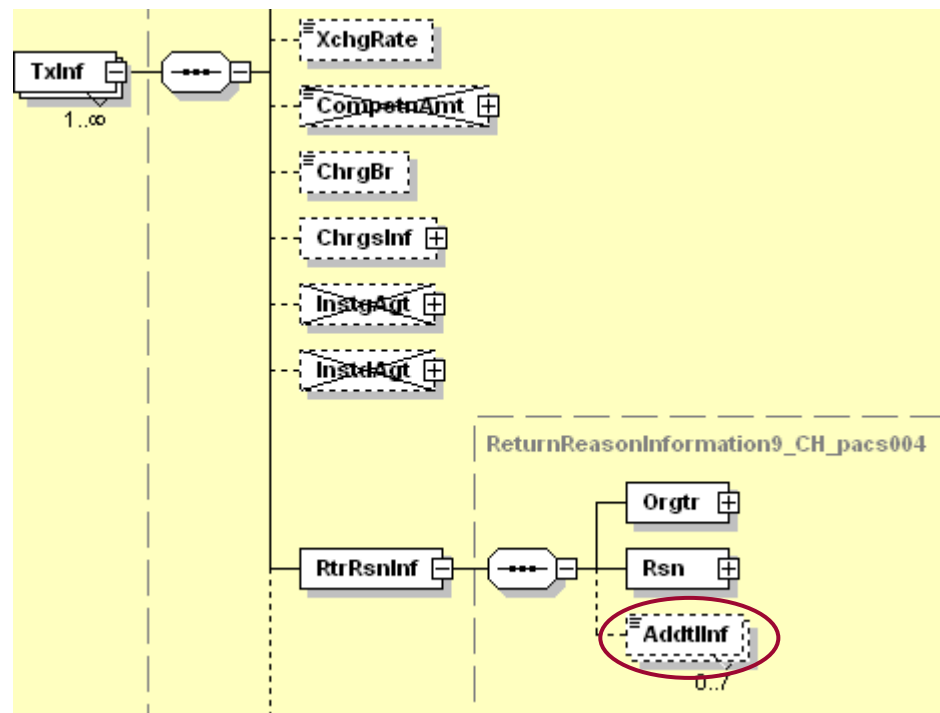 XchgRate
TxInf
1..∞
CompstnAmt
ChrgBr
ChrgsInf
InstgAgt
InstdAgt
ReturnReasonInformation9_CH_pacs004
Orgtr
RtrRsnInf
Rsn
AddtlInf
0..7